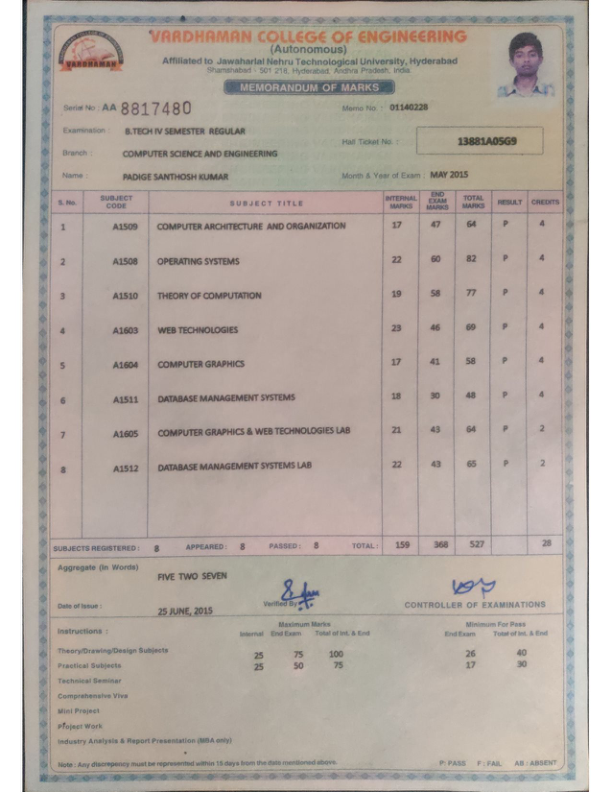 VARDHAMAN COLLEGE OF ENGINEERING
(Autonomous)
Affiliated to Jawaharlal Nehru Technological University, Hyderabad
Shamshabad - 501 218, Hyderabad, Andhra Pradesh, India.
VARDHAMAN
MEMORANDUM OF MARKS
Serial No : AA 8817480 Memo No. : 01140228
Examination : B.TECH IV SEMESTER REGULAR Hall Ticket No. : 13881A05G9
Branch : COMPUTER SCIENCE AND ENGINEERING
Name : PADIGE SANTHOSH KUMAR Month & Year of Exam : MAY 2015
S. No. SUBJECT CODE SUBJECT TITLE INTERNAL MARKS END EXAM MARKS TOTAL MARKS RESULT CREDITS
1 A1509 COMPUTER ARCHITECTURE AND ORGANIZATION 17 47 64 P 4
2 A1508 OPERATING SYSTEMS 22 60 82 P 4
3 A1510 THEORY OF COMPUTATION 19 58 77 P 4
4 A1603 WEB TECHNOLOGIES 23 46 69 P 4
5 A1604 COMPUTER GRAPHICS 17 41 58 P 4
6 A1511 DATABASE MANAGEMENT SYSTEMS 18 30 48 P 4
7 A1605 COMPUTER GRAPHICS & WEB TECHNOLOGIES LAB 21 43 64 P 2
8 A1512 DATABASE MANAGEMENT SYSTEMS LAB 22 43 65 P 2
SUBJECTS REGISTERED : 8 APPEARED : 8 PASSED : 8 TOTAL : 159 368 527 28
Aggregate (in Words) FIVE TWO SEVEN
Date of Issue : 25 JUNE, 2015 Verified By CONTROLLER OF EXAMINATIONS
Instructions : Maximum Marks Minimum For Pass
Internal End Exam Total of Int. & End End Exam Total of Int. & End
Theory/Drawing/Design Subjects 25 75 100 26 40
Practical Subjects 25 50 75 17 30
Technical Seminar
Comprehensive Viva
Mini Project
Project Work
Industry Analysis & Report Presentation (MBA only)
Note : Any discrepancy must be represented within 15 days from the date mentioned above. P: PASS F : FAIL AB : ABSENT